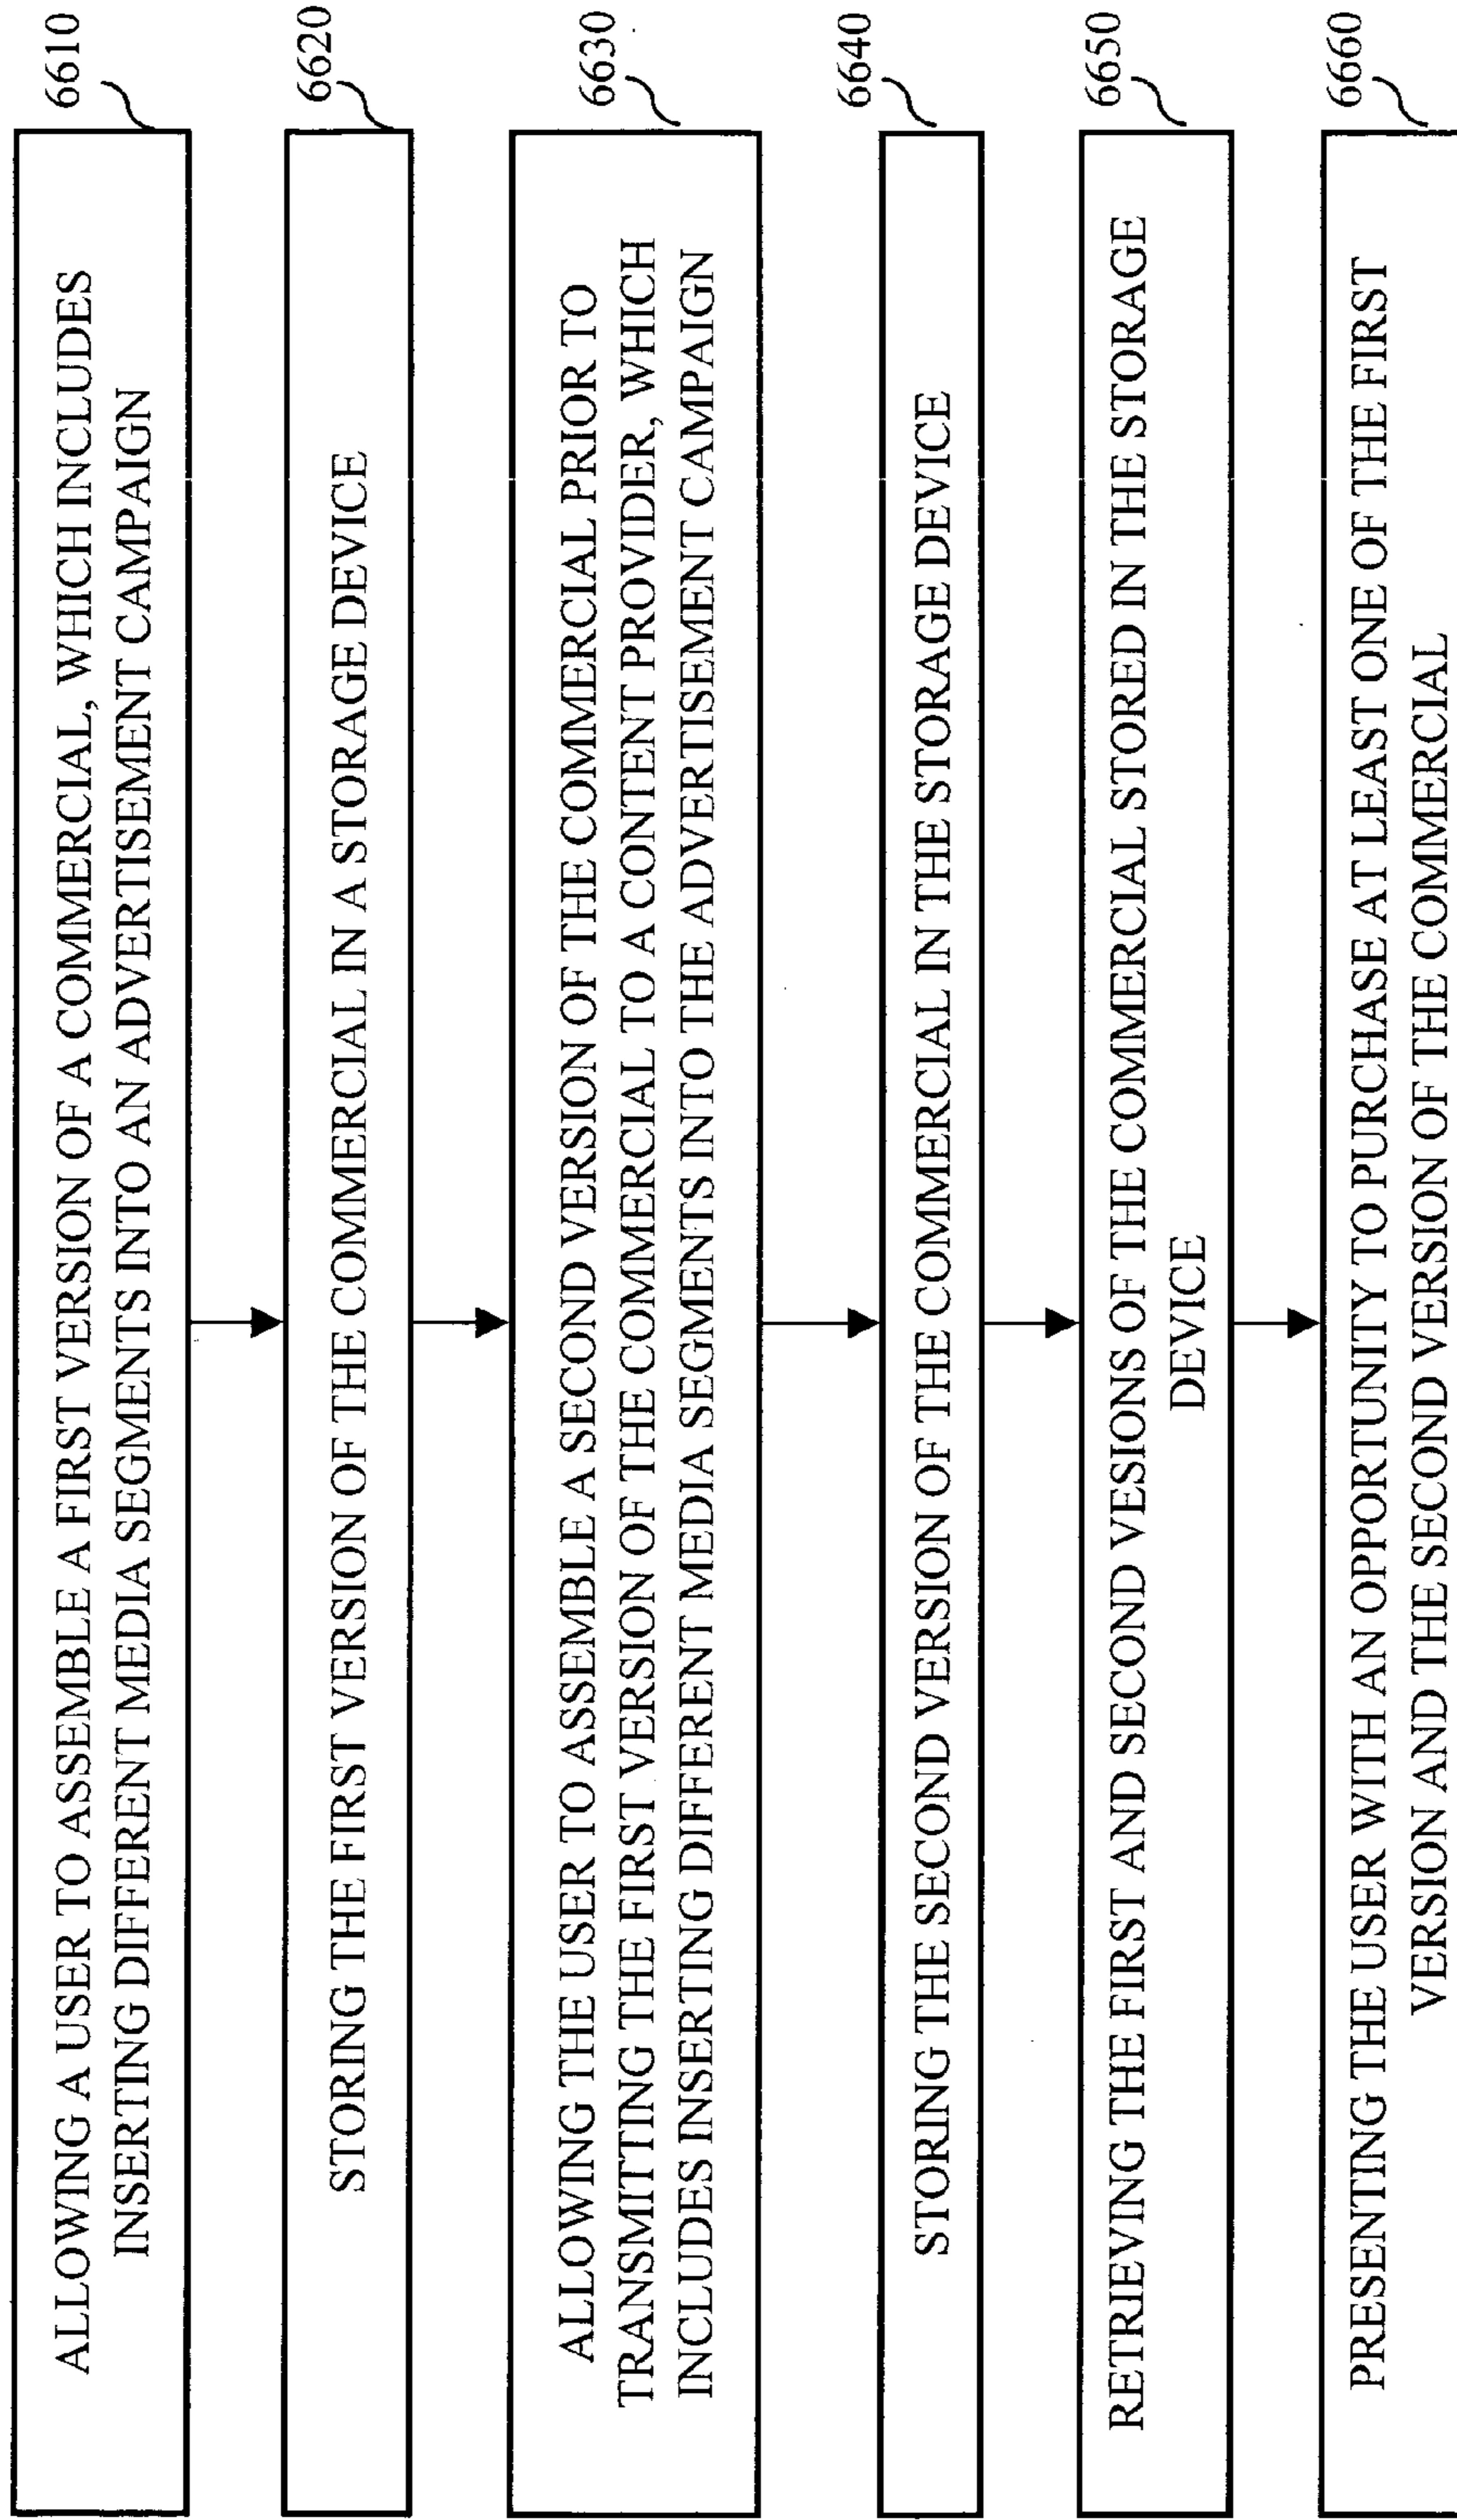 6610
ALLOWING A USER TO ASSEMBLE A FIRST VERSION OF A COMMERCIAL, WHICH INCLUDES
INSERTING DIFFERENT MEDIA SEGMENTS INTO AN ADVERTISEMENT CAMPAIGN
6620
STORING THE FIRST VERSION OF THE COMMERCIAL IN A STORAGE DEVICE
6630
ALLOWING THE USER TO ASSEMBLE A SECOND VERSION OF THE COMMERCIAL PRIOR TO
TRANSMITTING THE FIRST VERSION OF THE COMMERCIAL TO A CONTENT PROVIDER, WHICH
INCLUDES INSERTING DIFFERENT MEDIA SEGMENTS INTO THE ADVERTISEMENT CAMPAIGN
6640
STORING THE SECOND VERSION OF THE COMMERCIAL IN THE STORAGE DEVICE
6650
RETRIEVING THE FIRST AND SECOND VESIONS OF THE COMMERCIAL STORED IN THE STORAGE
DEVICE
6660
PRESENTING THE USER WITH AN OPPORTUNITY TO PURCHASE AT LEAST ONE OF THE FIRST
VERSION AND THE SECOND VERSION OF THE COMMERCIAL